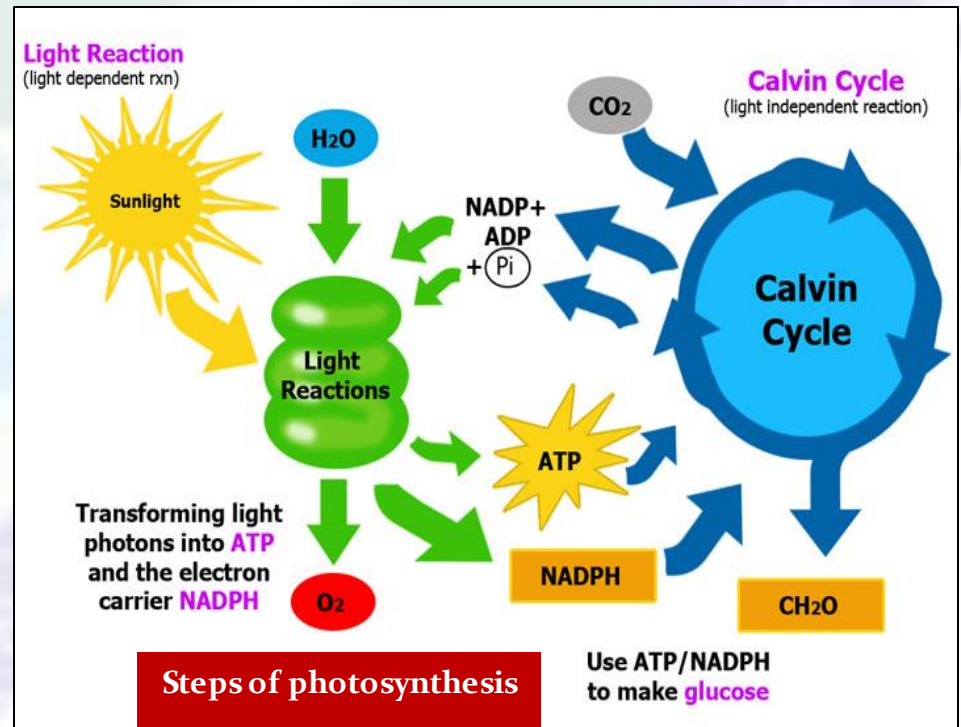 Light Reaction
(light dependent rxn)
Sunlight
H2O
CO2
Calvin Cycle
(light independent reaction)
NADP+
ADP
+ Pi
Calvin
Cycle
Light
Reactions
ATP
NADPH
O2
CH2O
Transforming light
photons into ATP
and the electron
carrier NADPH
Use ATP/NADPH
to make glucose
Steps of photosynthesis